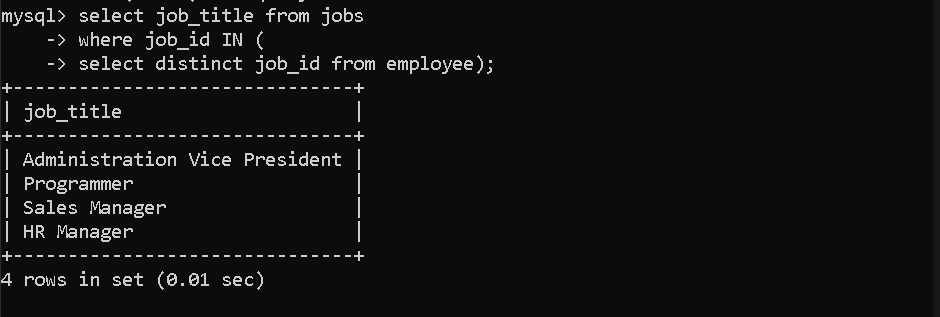 mysql> select job_title from jobs
    -> where job_id IN (
    -> select distinct job_id from employee);
+-------------------------------+
| job_title                     |
+-------------------------------+
| Administration Vice President |
| Programmer                    |
| Sales Manager                 |
| HR Manager                    |
+-------------------------------+
4 rows in set (0.01 sec)